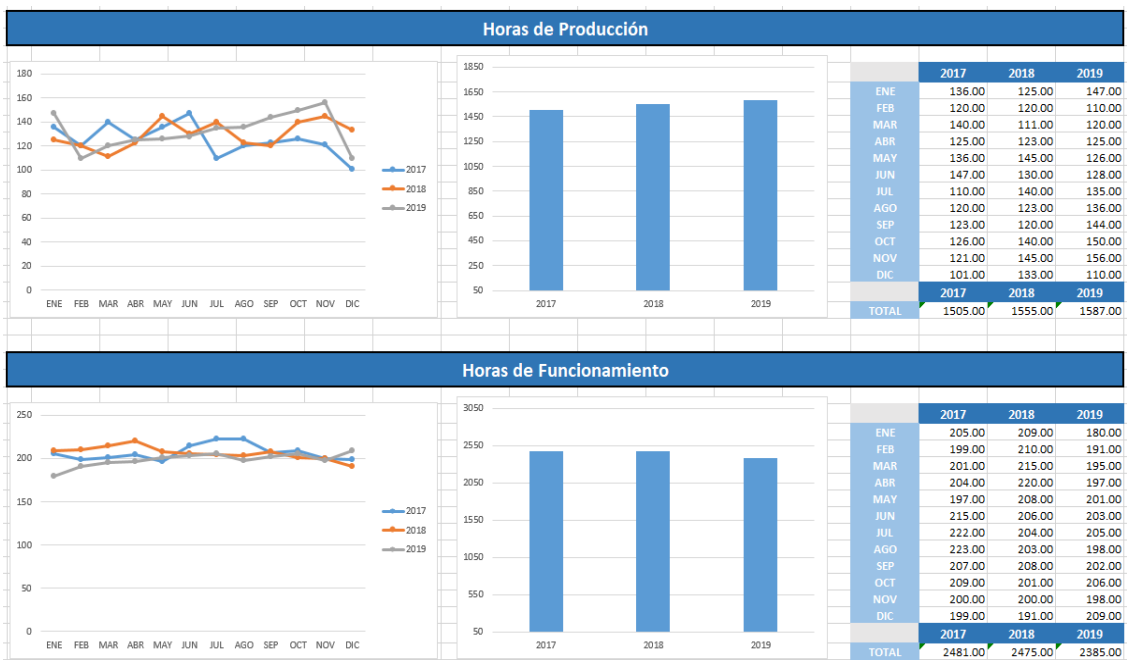 Horas de Producción
180
160
140
120
100
80
60
40
20
0
ENE FEB MAR ABR MAY JUN JUL AGO SEP OCT NOV DIC
2017
2018
2019
1850
1650
1450
1250
1050
850
650
450
250
50
2017 2018 2019
2017 2018 2019
ENE 136.00 125.00 147.00
FEB 120.00 120.00 110.00
MAR 140.00 111.00 120.00
ABR 125.00 123.00 125.00
MAY 136.00 145.00 126.00
JUN 147.00 130.00 128.00
JUL 110.00 140.00 135.00
AGO 120.00 123.00 136.00
SEP 123.00 120.00 144.00
OCT 126.00 140.00 150.00
NOV 121.00 145.00 156.00
DIC 101.00 133.00 110.00
2017 2018 2019
TOTAL 1505.00 1555.00 1587.00
Horas de Funcionamiento
250
200
150
100
50
0
ENE FEB MAR ABR MAY JUN JUL AGO SEP OCT NOV DIC
2017
2018
2019
3050
2550
2050
1550
1050
550
50
2017 2018 2019
2017 2018 2019
ENE 205.00 209.00 180.00
FEB 199.00 210.00 191.00
MAR 201.00 215.00 195.00
ABR 204.00 220.00 197.00
MAY 197.00 208.00 201.00
JUN 215.00 206.00 203.00
JUL 222.00 204.00 205.00
AGO 223.00 203.00 198.00
SEP 207.00 208.00 202.00
OCT 209.00 201.00 206.00
NOV 200.00 200.00 198.00
DIC 199.00 191.00 209.00
2017 2018 2019
TOTAL 2481.00 2475.00 2385.00